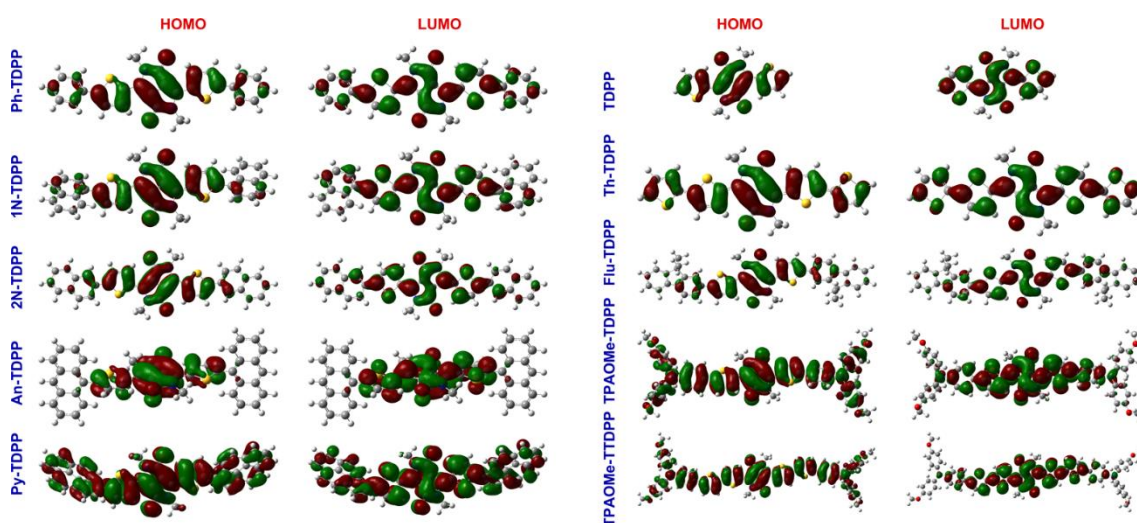 HOMO LUMO HOMO LUMO
Ph-TDPP
1N-TDPP
2N-TDPP
An-TDPP
Py-TDPP
TDPP
Th-TDPP
Flu-TDPP
TPAOMe-TDPP
TPAOMe-TTDPP